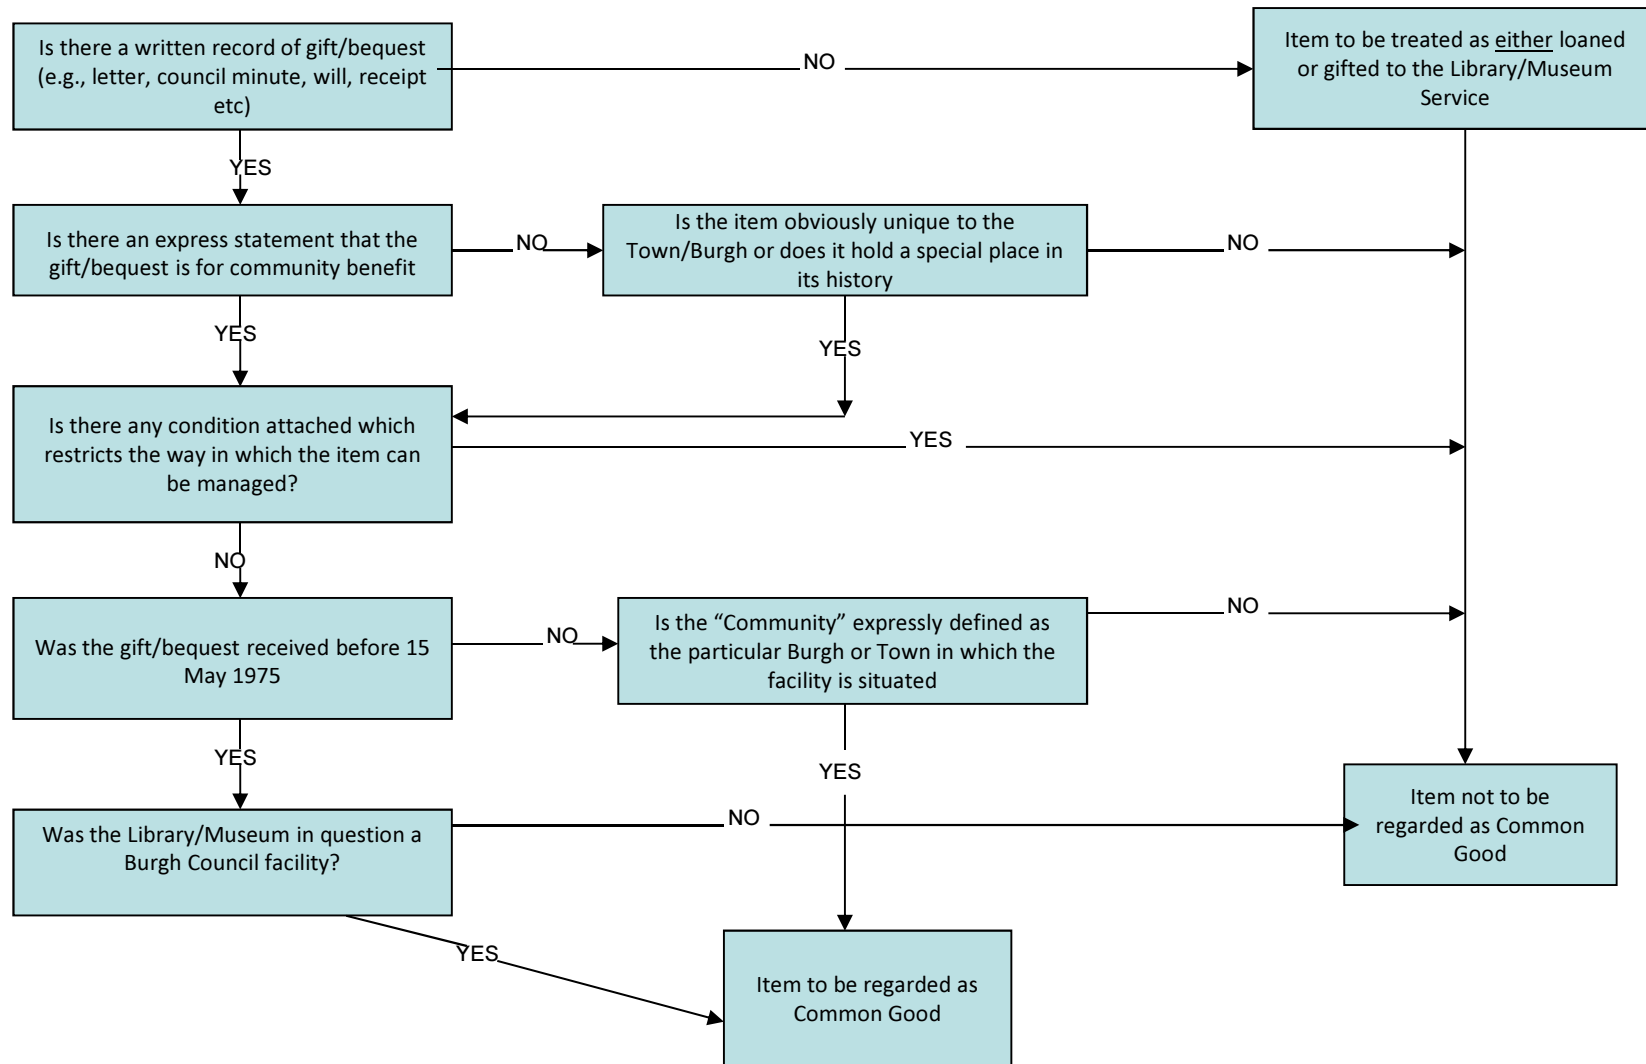 Is there a written record of gift/bequest
(e.g., letter, council minute, will, receipt
etc)
NO
Item to be treated as either loaned
or gifted to the Library/Museum
Service
YES
Is there an express statement that the
gift/bequest is for community benefit
NO
Is the item obviously unique to the
Town/Burgh or does it hold a special place in
its history
NO
YES
YES
Is there any condition attached which
restricts the way in which the item can
be managed?
YES
NO
Was the gift/bequest received before 15
May 1975
NO
Is the “Community” expressly defined as
the particular Burgh or Town in which the
facility is situated
NO
YES
YES
Was the Library/Museum in question a
Burgh Council facility?
NO
Item not to be
regarded as Common
Good
YES
Item to be regarded as
Common Good